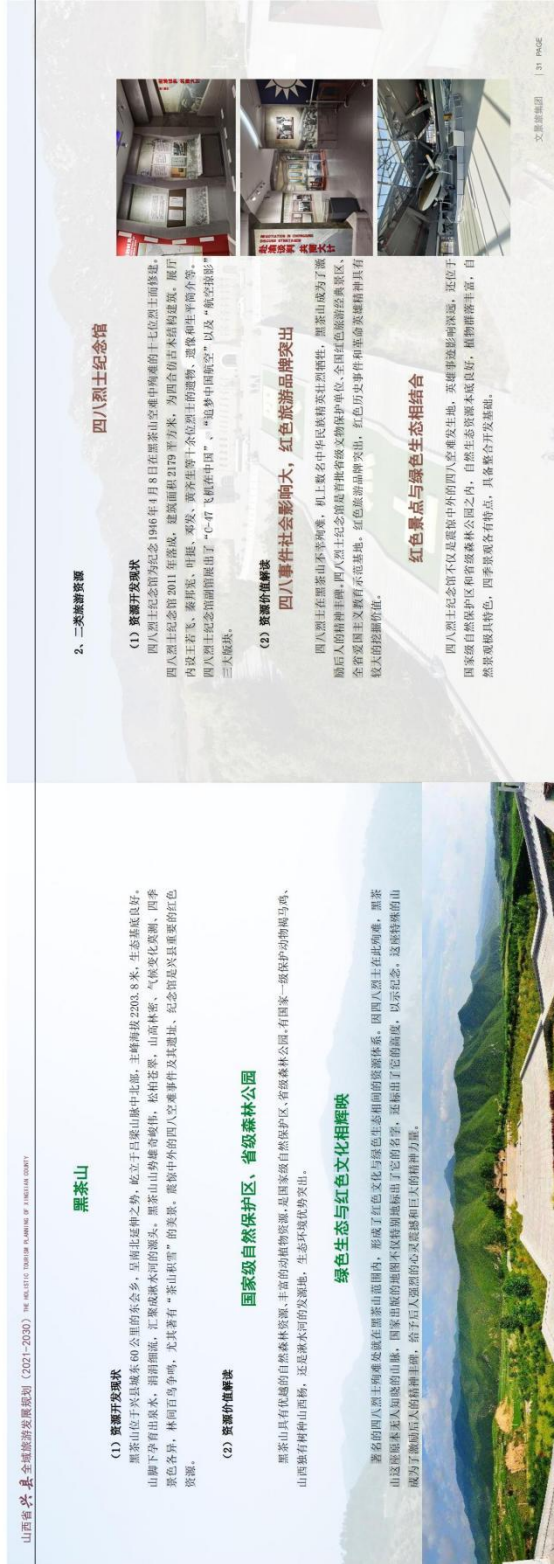 山西省兴县全域旅游发展规划（2021-2030） THE HOLISTIC TOURISM PLANNING OF XINGXIAN COUNTY
黑茶山
（1）资源开发现状
黑茶山位于兴县城东60公里的东会乡，呈南北延伸之势，屹立于吕梁山脉中北部，主峰海拔2203.8米，生态基底良好。
山脚下孕育出泉水，涓涓细流，汇聚成湫水河的源头。黑茶山山势雄奇峻伟，松柏苍翠，山高林密、气候变化莫测、四季
景色各异，林间百鸟争鸣，尤其著有“茶山积雪”的美景。震惊中外的四八空难事件及其遗址、纪念馆是兴县重要的红色
资源。
（2）资源价值解读
国家级自然保护区、省级森林公园
黑茶山具有优越的自然森林资源、丰富的动植物资源，是国家级自然保护区、省级森林公园。有国家一级保护动物褐马鸡、
山西独有树种山西杨，还是湫水河的发源地，生态环境优势突出。
绿色生态与红色文化相辉映
著名的四八烈士殉难处就在黑茶山范围内，形成了红色文化与绿色生态相间的资源体系。因四八烈士在此殉难，黑茶
山这座原本无人知晓的山脉，国家出版的地图不仅特别地标出了它的名字，还标出了它的高度，以示纪念，这座特殊的山
成为了激励后人的精神丰碑，给予后人强烈的心灵震撼和巨大的精神力量。
2、二类旅游资源
四八烈士纪念馆
（1）资源开发现状
四八烈士纪念馆为纪念1946年4月8日在黑茶山空难中殉难的十七位烈士而修建。
四八烈士纪念馆2011年落成，建筑面积2179平方米，为四合仿古木结构建筑。展厅
内设王若飞、秦邦宪、叶挺、邓发、黄齐生等十余位烈士的遗物、遗像和生平简介等。
四八烈士纪念馆副馆展出了“C-47飞机在中国”、“追梦中国航空”以及“航空掠影”
三大版块。
（2）资源价值解读
四八事件社会影响大，红色旅游品牌突出
四八烈士在黑茶山不幸殉难，机上数名中华民族精英壮烈牺牲，黑茶山成为了激
励后人的精神丰碑。四八烈士纪念馆是首批省级文物保护单位、全国红色旅游经典景区、
全省爱国主义教育示范基地。红色旅游品牌突出，红色历史事件和革命英雄精神具有
较大的挖掘价值。
红色景点与绿色生态相结合
四八烈士纪念馆不仅是震惊中外的四八空难发生地，英雄事迹影响深远，还位于
国家级自然保护区和省级森林公园之内，自然生态资源本底良好，植物群落丰富，自
然景观极具特色，四季景观各有特点，具备整合开发基础。
赴渝谈判 共商大计
文景旅集团 | 31 PAGE